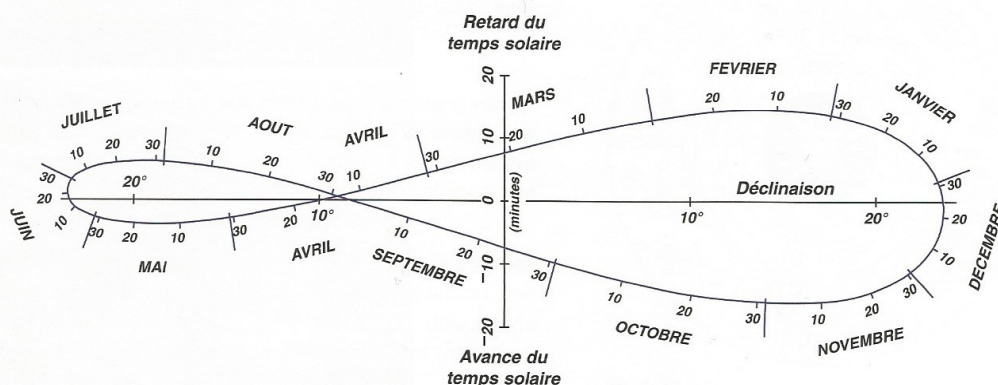 Retard du
temps solaire
20
10
0
−10
−20
(minutes)
Avance du
temps solaire
Déclinaison
20°
10°
10°
20°
JANVIER
10
20
30
FEVRIER
10
20
MARS
10
20
30
AVRIL
10
AVRIL
20
30
MAI
10
20
30
JUIN
10
20
30
JUILLET
10
20
30
AOUT
10
20
30
SEPTEMBRE
10
20
30
OCTOBRE
10
20
30
NOVEMBRE
10
20
30
DECEMBRE
10
20
30